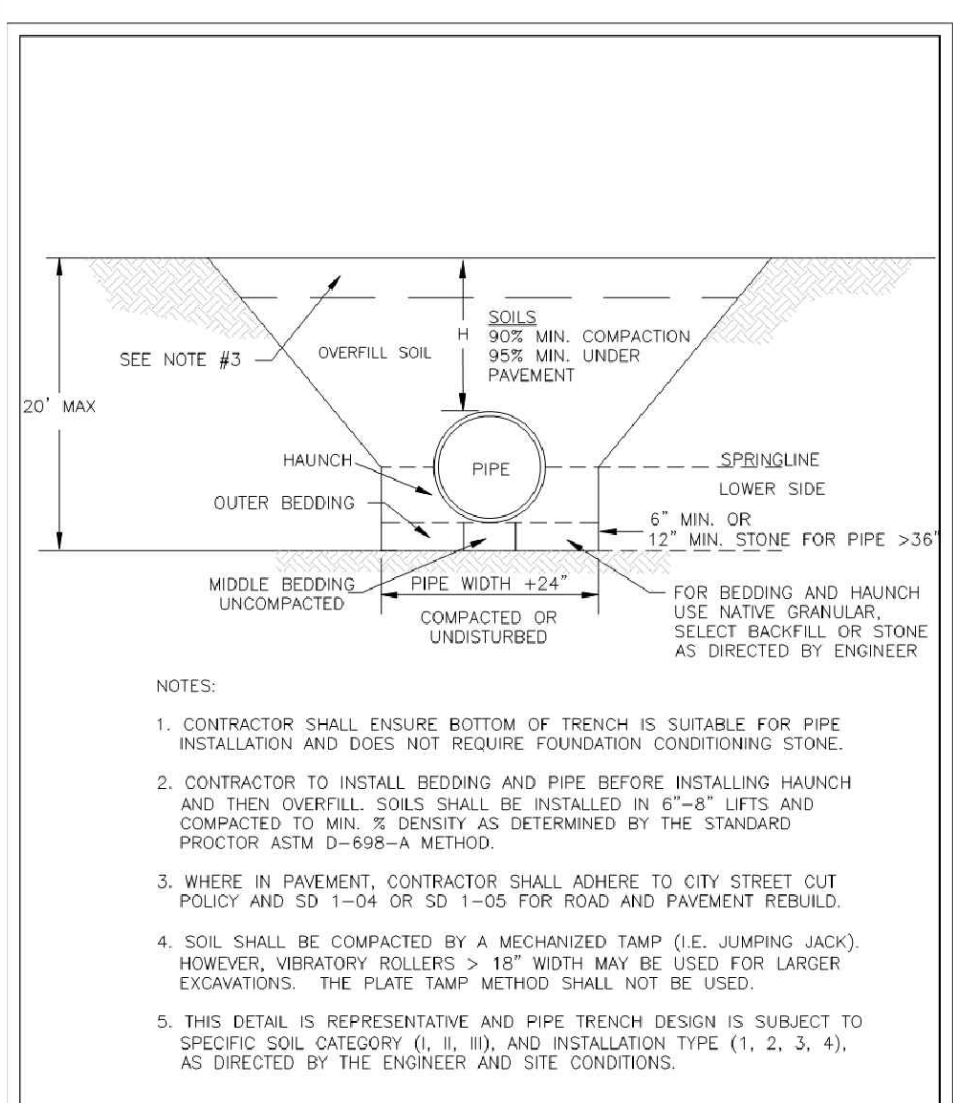 SOILS
H 90% MIN. COMPACTION
95% MIN. UNDER
PAVEMENT
OVERFILL SOIL
SEE NOTE #3
20' MAX
HAUNCH
PIPE
SPRINGLINE
LOWER SIDE
OUTER BEDDING
6" MIN. OR
12" MIN. STONE FOR PIPE >36"
MIDDLE BEDDING
UNCOMPACTED
PIPE WIDTH +24"
COMPACTED OR
UNDISTURBED
FOR BEDDING AND HAUNCH
USE NATIVE GRANULAR,
SELECT BACKFILL OR STONE
AS DIRECTED BY ENGINEER
NOTES:
1. CONTRACTOR SHALL ENSURE BOTTOM OF TRENCH IS SUITABLE FOR PIPE
INSTALLATION AND DOES NOT REQUIRE FOUNDATION CONDITIONING STONE.
2. CONTRACTOR TO INSTALL BEDDING AND PIPE BEFORE INSTALLING HAUNCH
AND THEN OVERFILL. SOILS SHALL BE INSTALLED IN 6"-8" LIFTS AND
COMPACTED TO MIN. % DENSITY AS DETERMINED BY THE STANDARD
PROCTOR ASTM D-698-A METHOD.
3. WHERE IN PAVEMENT, CONTRACTOR SHALL ADHERE TO CITY STREET CUT
POLICY AND SD 1-04 OR SD 1-05 FOR ROAD AND PAVEMENT REBUILD.
4. SOIL SHALL BE COMPACTED BY A MECHANIZED TAMP (I.E. JUMPING JACK).
HOWEVER, VIBRATORY ROLLERS > 18" WIDTH MAY BE USED FOR LARGER
EXCAVATIONS. THE PLATE TAMP METHOD SHALL NOT BE USED.
5. THIS DETAIL IS REPRESENTATIVE AND PIPE TRENCH DESIGN IS SUBJECT TO
SPECIFIC SOIL CATEGORY (I, II, III), AND INSTALLATION TYPE (1, 2, 3, 4),
AS DIRECTED BY THE ENGINEER AND SITE CONDITIONS.